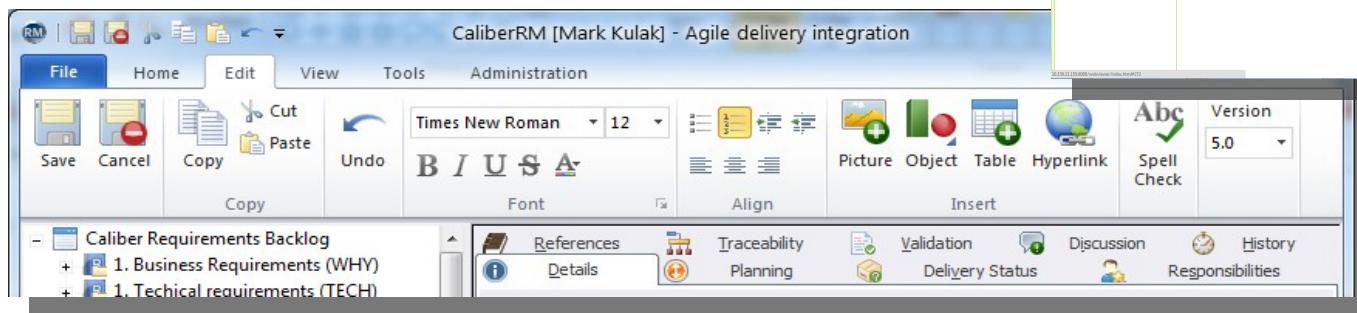 RM CaliberRM [Mark Kulak] - Agile delivery integration
File Home Edit View Tools Administration
Save Cancel Copy Cut Paste Undo
Times New Roman 12
B I U S A
Picture Object Table Hyperlink
Abc Spell Check
Version
5.0
Copy Font Align Insert
- Caliber Requirements Backlog
+ 1. Business Requirements (WHY)
+ 1. Techical requirements (TECH)
References Traceability Validation Discussion History
Details Planning Delivery Status Responsibilities